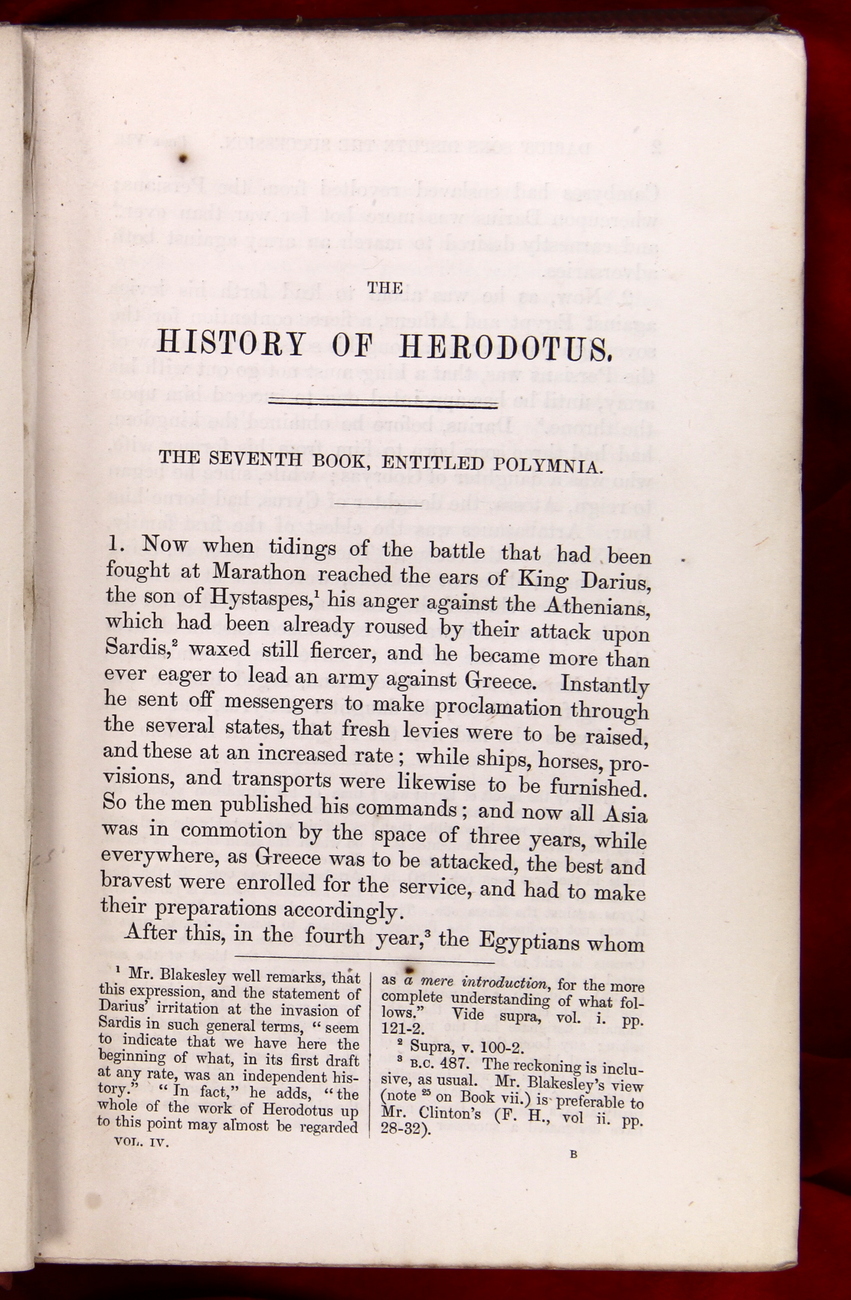 THE
HISTORY OF HERODOTUS.
THE SEVENTH BOOK, ENTITLED POLYMNIA.
1. Now when tidings of the battle that had been
fought at Marathon reached the ears of King Darius,
the son of Hystaspes,¹ his anger against the Athenians,
which had been already roused by their attack upon
Sardis,² waxed still fiercer, and he became more than
ever eager to lead an army against Greece. Instantly
he sent off messengers to make proclamation through
the several states, that fresh levies were to be raised,
and these at an increased rate; while ships, horses, pro-
visions, and transports were likewise to be furnished.
So the men published his commands; and now all Asia
was in commotion by the space of three years, while
everywhere, as Greece was to be attacked, the best and
bravest were enrolled for the service, and had to make
their preparations accordingly.
After this, in the fourth year,³ the Egyptians whom
¹ Mr. Blakesley well remarks, that
this expression, and the statement of
Darius' irritation at the invasion of
Sardis in such general terms, "seem
to indicate that we have here the
beginning of what, in its first draft
at any rate, was an independent his-
tory." "In fact," he adds, "the
whole of the work of Herodotus up
to this point may almost be regarded
as a mere introduction, for the more
complete understanding of what fol-
lows." Vide supra, vol. i. pp.
121-2.
² Supra, v. 100-2.
³ B.C. 487. The reckoning is inclu-
sive, as usual. Mr. Blakesley's view
(note ²⁵ on Book vii.) is preferable to
Mr. Clinton's (F. H., vol ii. pp.
28-32).
VOL. IV.
B